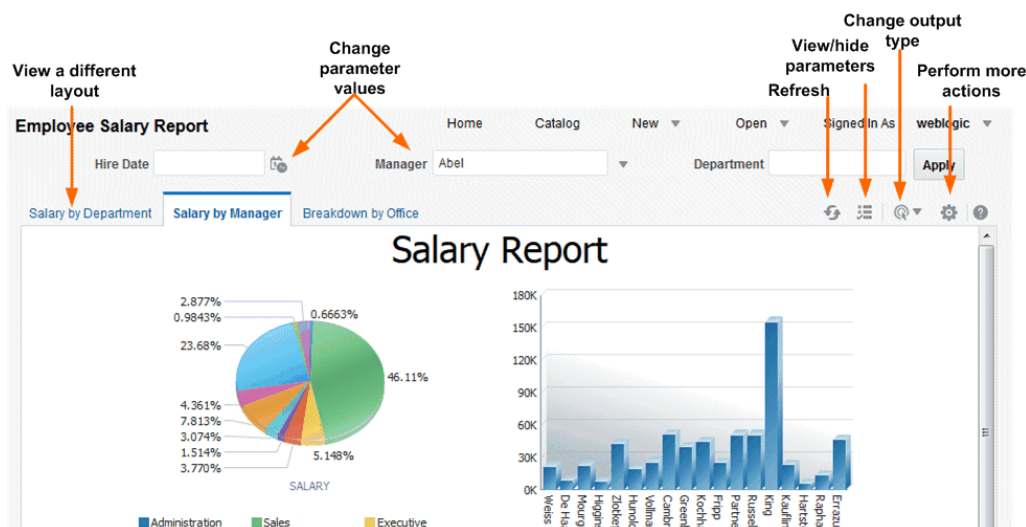 Change output
type
Change
parameter
values
View/hide
parameters
View a different
layout
Refresh
Perform more
actions
Employee Salary Report
Home Catalog New Open Signed In As weblogic
Hire Date Manager Abel Department Apply
Salary by Department Salary by Manager Breakdown by Office
Salary Report
2.877%
0.9843%
0.6663%
23.68%
46.11%
4.361%
7.813%
3.074%
1.514%
3.770%
5.148%
SALARY
Administration Sales Executive
180K
150K
120K
90K
60K
30K
0K
Weiss
De Ha
Mourg
Higgin
Zlotke
Hunol
Vollma
Cambr
Greenl
Kochh
Fripp
Partne
Russel
King
Kauflin
Hartst
Rapha
Errazu